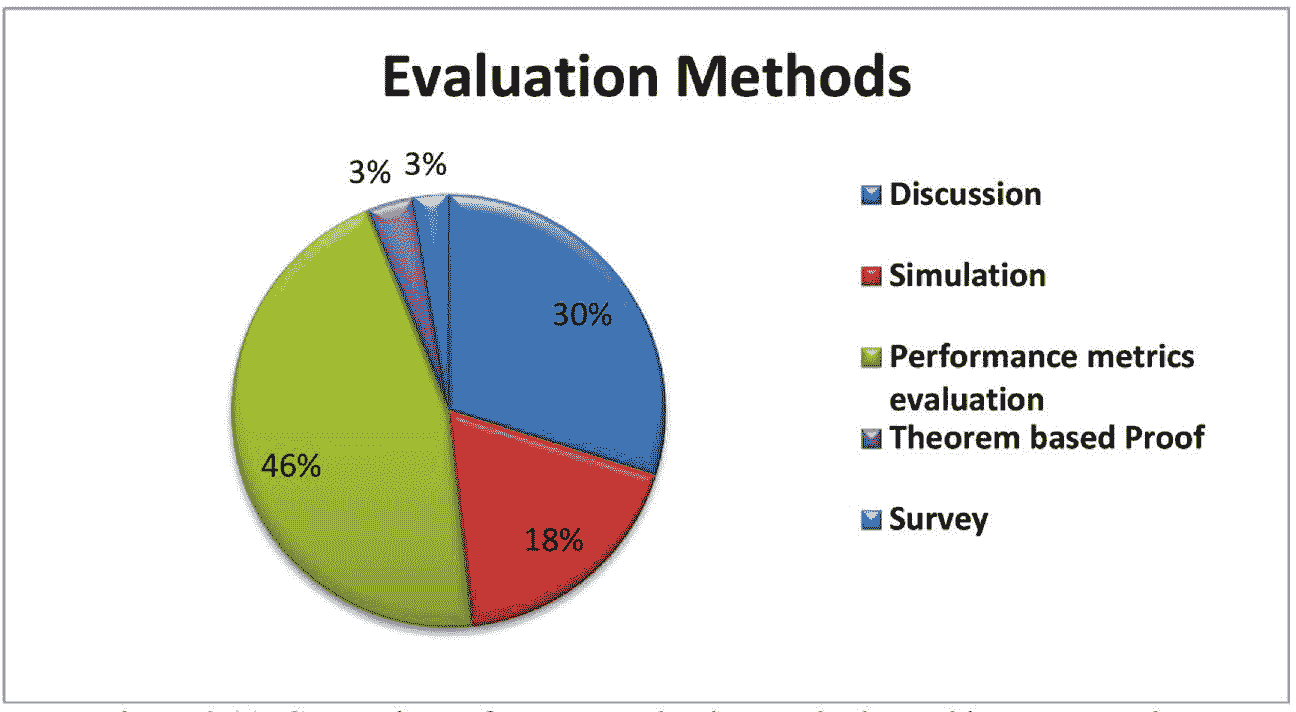 Evaluation Methods
3%
3%
30%
18%
46%
Discussion
Simulation
Performance metrics
evaluation
Theorem based Proof
Survey